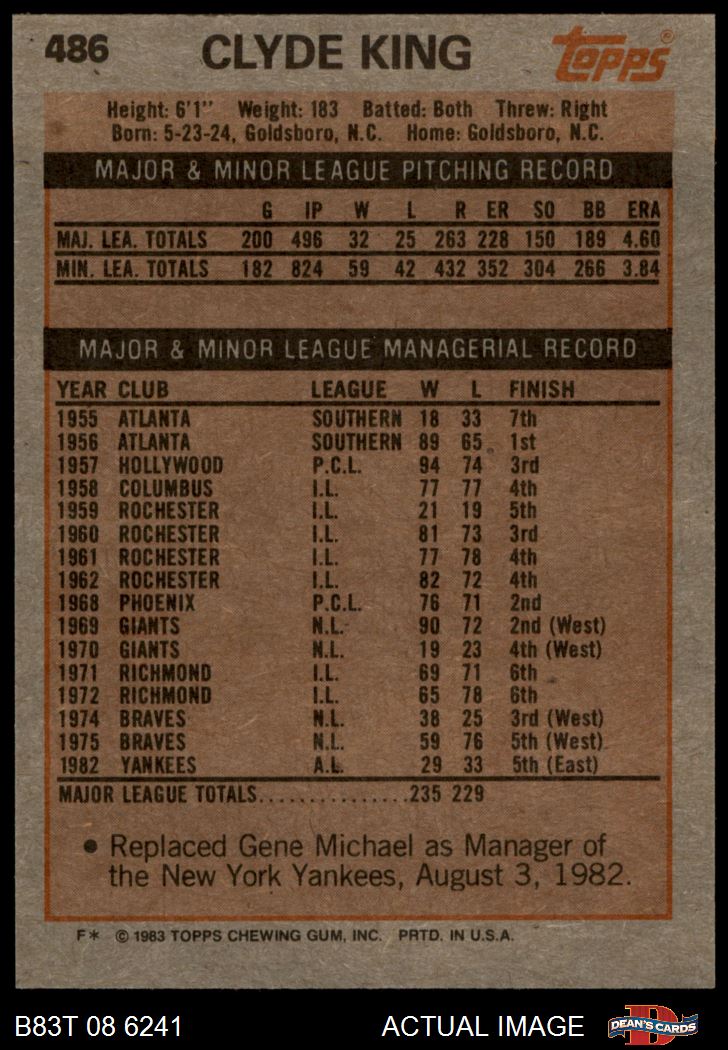 486 CLYDE KING Topps®
Height: 6'1" Weight: 183 Batted: Both Threw: Right
Born: 5-23-24, Goldsboro, N.C. Home: Goldsboro, N.C.
MAJOR & MINOR LEAGUE PITCHING RECORD
G IP W L R ER SO BB ERA
MAJ. LEA. TOTALS 200 496 32 25 263 228 150 189 4.60
MIN. LEA. TOTALS 182 824 59 42 432 352 304 266 3.84
MAJOR & MINOR LEAGUE MANAGERIAL RECORD
YEAR CLUB LEAGUE W L FINISH
1955 ATLANTA SOUTHERN 18 33 7th
1956 ATLANTA SOUTHERN 89 65 1st
1957 HOLLYWOOD P.C.L. 94 74 3rd
1958 COLUMBUS I.L. 77 77 4th
1959 ROCHESTER I.L. 21 19 5th
1960 ROCHESTER I.L. 81 73 3rd
1961 ROCHESTER I.L. 77 78 4th
1962 ROCHESTER I.L. 82 72 4th
1968 PHOENIX P.C.L. 76 71 2nd
1969 GIANTS N.L. 90 72 2nd (West)
1970 GIANTS N.L. 19 23 4th (West)
1971 RICHMOND I.L. 69 71 6th
1972 RICHMOND I.L. 65 78 6th
1974 BRAVES N.L. 38 25 3rd (West)
1975 BRAVES N.L. 59 76 5th (West)
1982 YANKEES A.L. 29 33 5th (East)
MAJOR LEAGUE TOTALS...............235 229
• Replaced Gene Michael as Manager of
the New York Yankees, August 3, 1982.
F* © 1983 TOPPS CHEWING GUM, INC. PRTD. IN U.S.A.
B83T 08 6241 ACTUAL IMAGE D DEAN'S CARDS